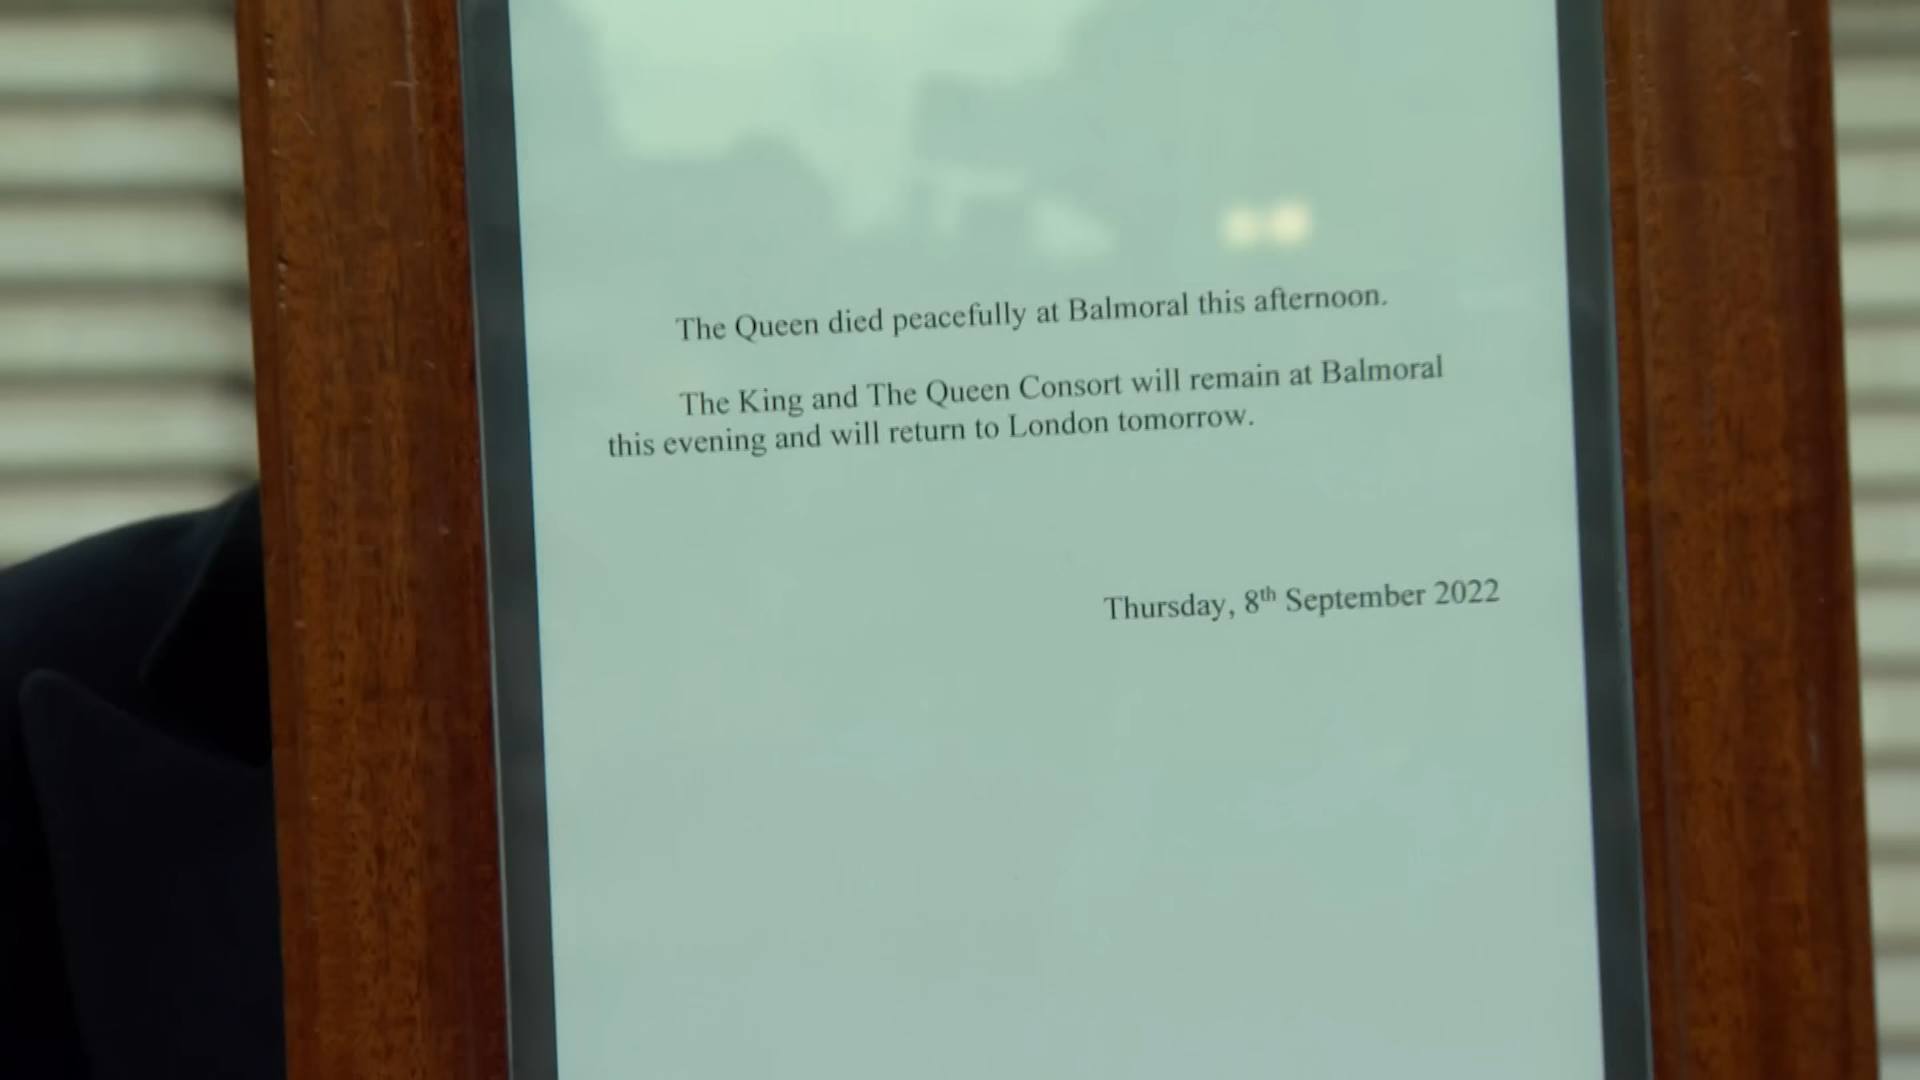 The Queen died peacefully at Balmoral this afternoon.
The King and The Queen Consort will remain at Balmoral
this evening and will return to London tomorrow.
Thursday, 8th September 2022